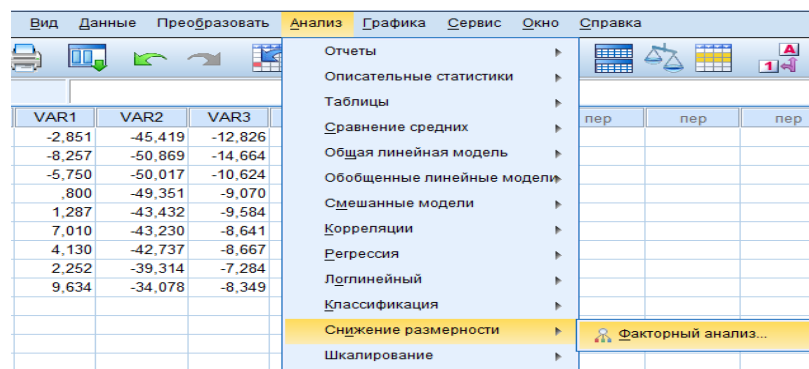 Вид Данные Преобразовать Анализ Графика Сервис Окно Справка
Отчеты
Описательные статистики
Таблицы
Сравнение средних
Общая линейная модель
Обобщенные линейные модели
Смешанные модели
Корреляции
Регрессия
Логлинейный
Классификация
Снижение размерности
Факторный анализ...
Шкалирование
A
1
VAR1 VAR2 VAR3 пер пер пер
-2,851 -45,419 -12,826
-8,257 -50,869 -14,664
-5,750 -50,017 -10,624
,800 -49,351 -9,070
1,287 -43,432 -9,584
7,010 -43,230 -8,641
4,130 -42,737 -8,667
2,252 -39,314 -7,284
9,634 -34,078 -8,349